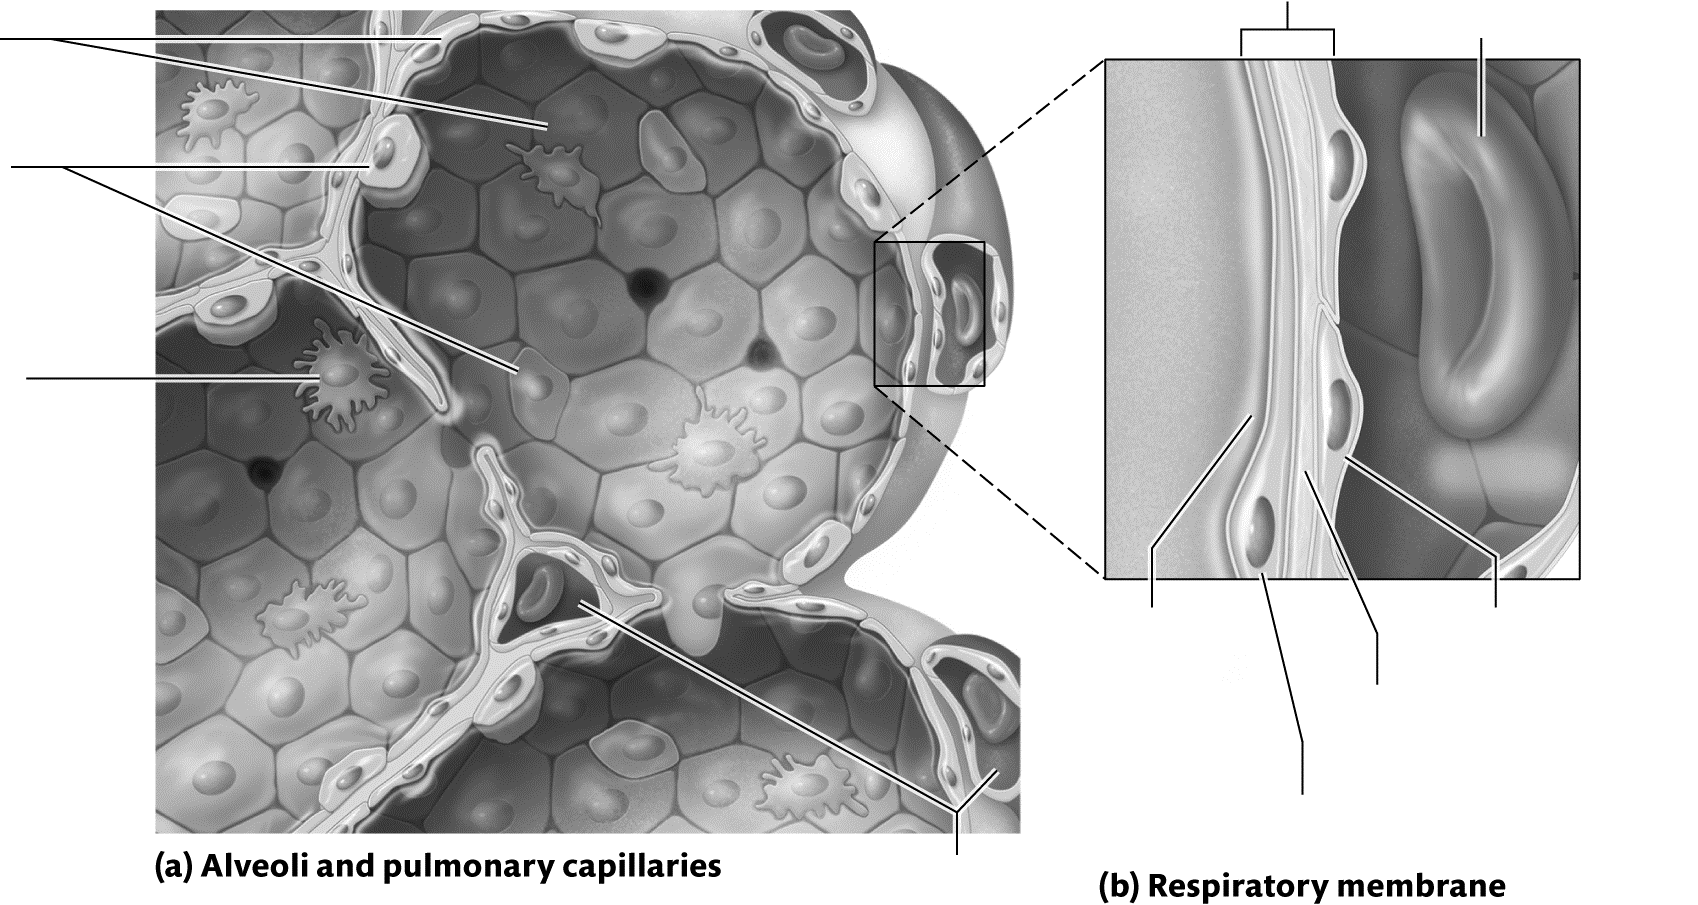 (a) Alveoli and pulmonary capillaries
(b) Respiratory membrane